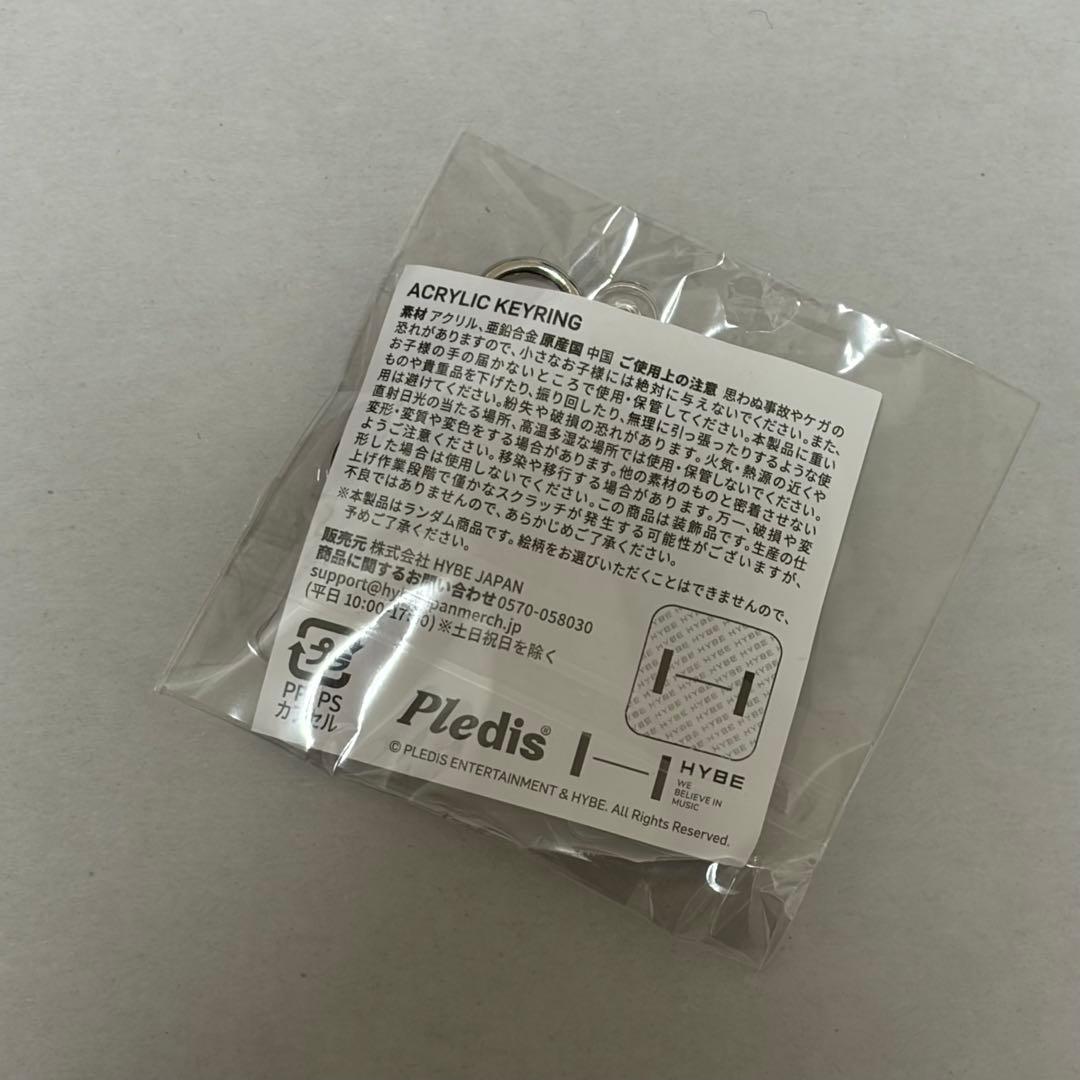 ACRYLIC KEYRING
素材 アクリル、亜鉛合金 原産国 中国 ご使用上の注意 思わぬ事故やケガの
恐れがありますので、小さなお子様には絶対に与えないでください。また、
お子様の手の届かないところで使用・保管してください。本製品に重い
ものや貴重品を下げたり、振り回したり、無理に引っ張ったりするような使
用は避けてください。紛失や破損の恐れがあります。火気・熱源の近くや
直射日光の当たる場所、高温多湿な場所では使用・保管しないでください。
変形・変質や変色をする場合があります。他の素材のものと密着させない
ようご注意ください。移染や移行する場合があります。万一、破損や変
形した場合は使用しないでください。この商品は装飾品です。生産の仕
上げ作業段階で僅かなスクラッチが発生する可能性がございますが、
不良ではありませんので、あらかじめご了承ください。
※本製品はランダム商品です。絵柄をお選びいただくことはできませんので、
予めご了承ください。
販売元 株式会社 HYBE JAPAN
商品に関するお問い合わせ 0570-058030
(平日 10:00-17:00) ※土日祝日を除く
プラ
カンセル
Pledis®
HYBE
WE
BELIEVE IN
MUSIC
© PLEDIS ENTERTAINMENT & HYBE. All Rights Reserved.